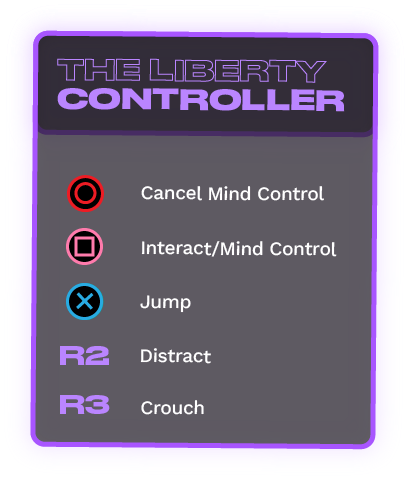 THE LIBERTY
CONTROLLER
Cancel Mind Control
Interact/Mind Control
Jump
R2 Distract
R3 Crouch